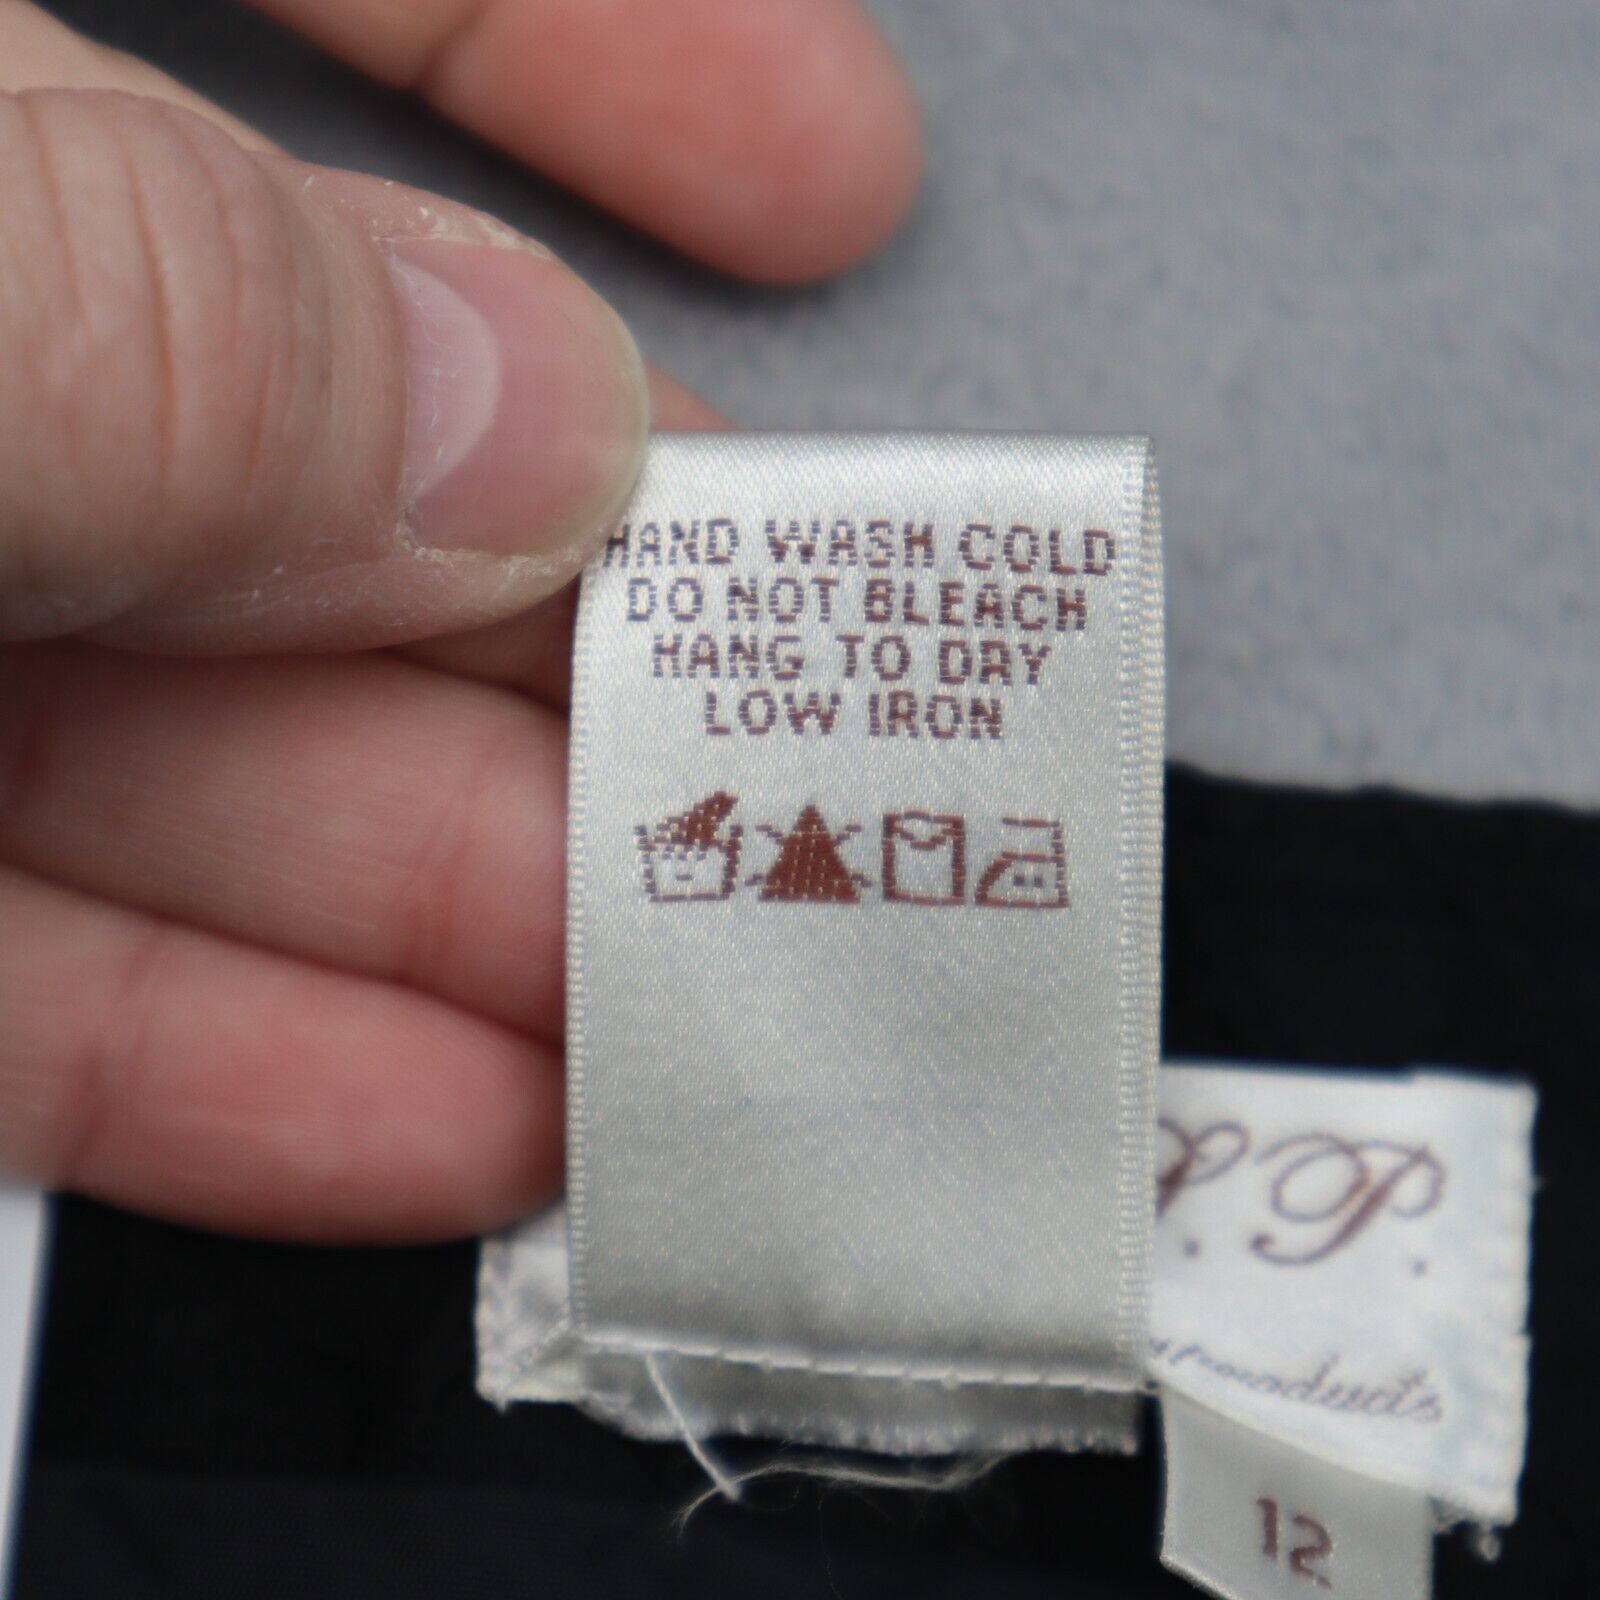 HAND WASH COLD
DO NOT BLEACH
HANG TO DRY
LOW IRON
.P.
12